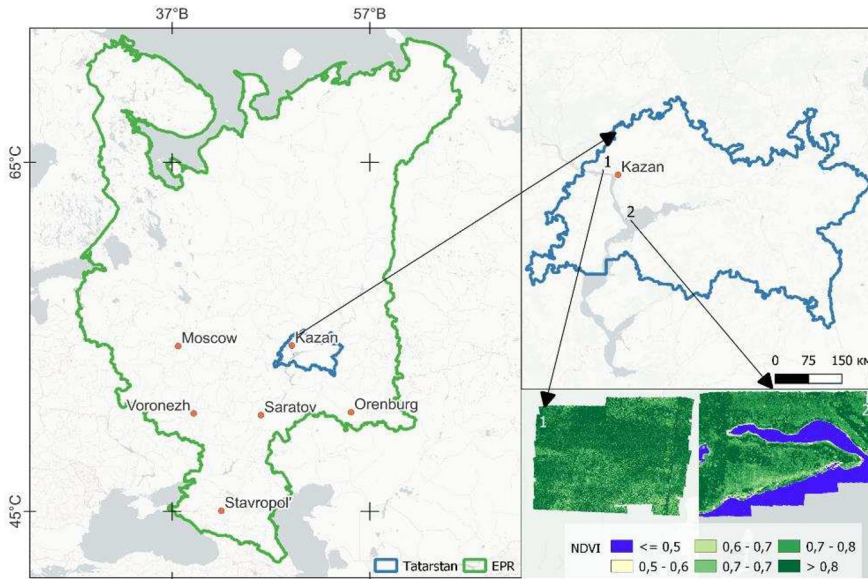 37°В 57°В
65°С
45°С
Moscow
Kazan
Voronezh
Saratov
Orenburg
Stavropol'
Tatarstan EPR
1 Kazan
2
0 75 150 км
1
NDVI <= 0,5 0,6 - 0,7 0,7 - 0,8
0,5 - 0,6 0,7 - 0,7 > 0,8